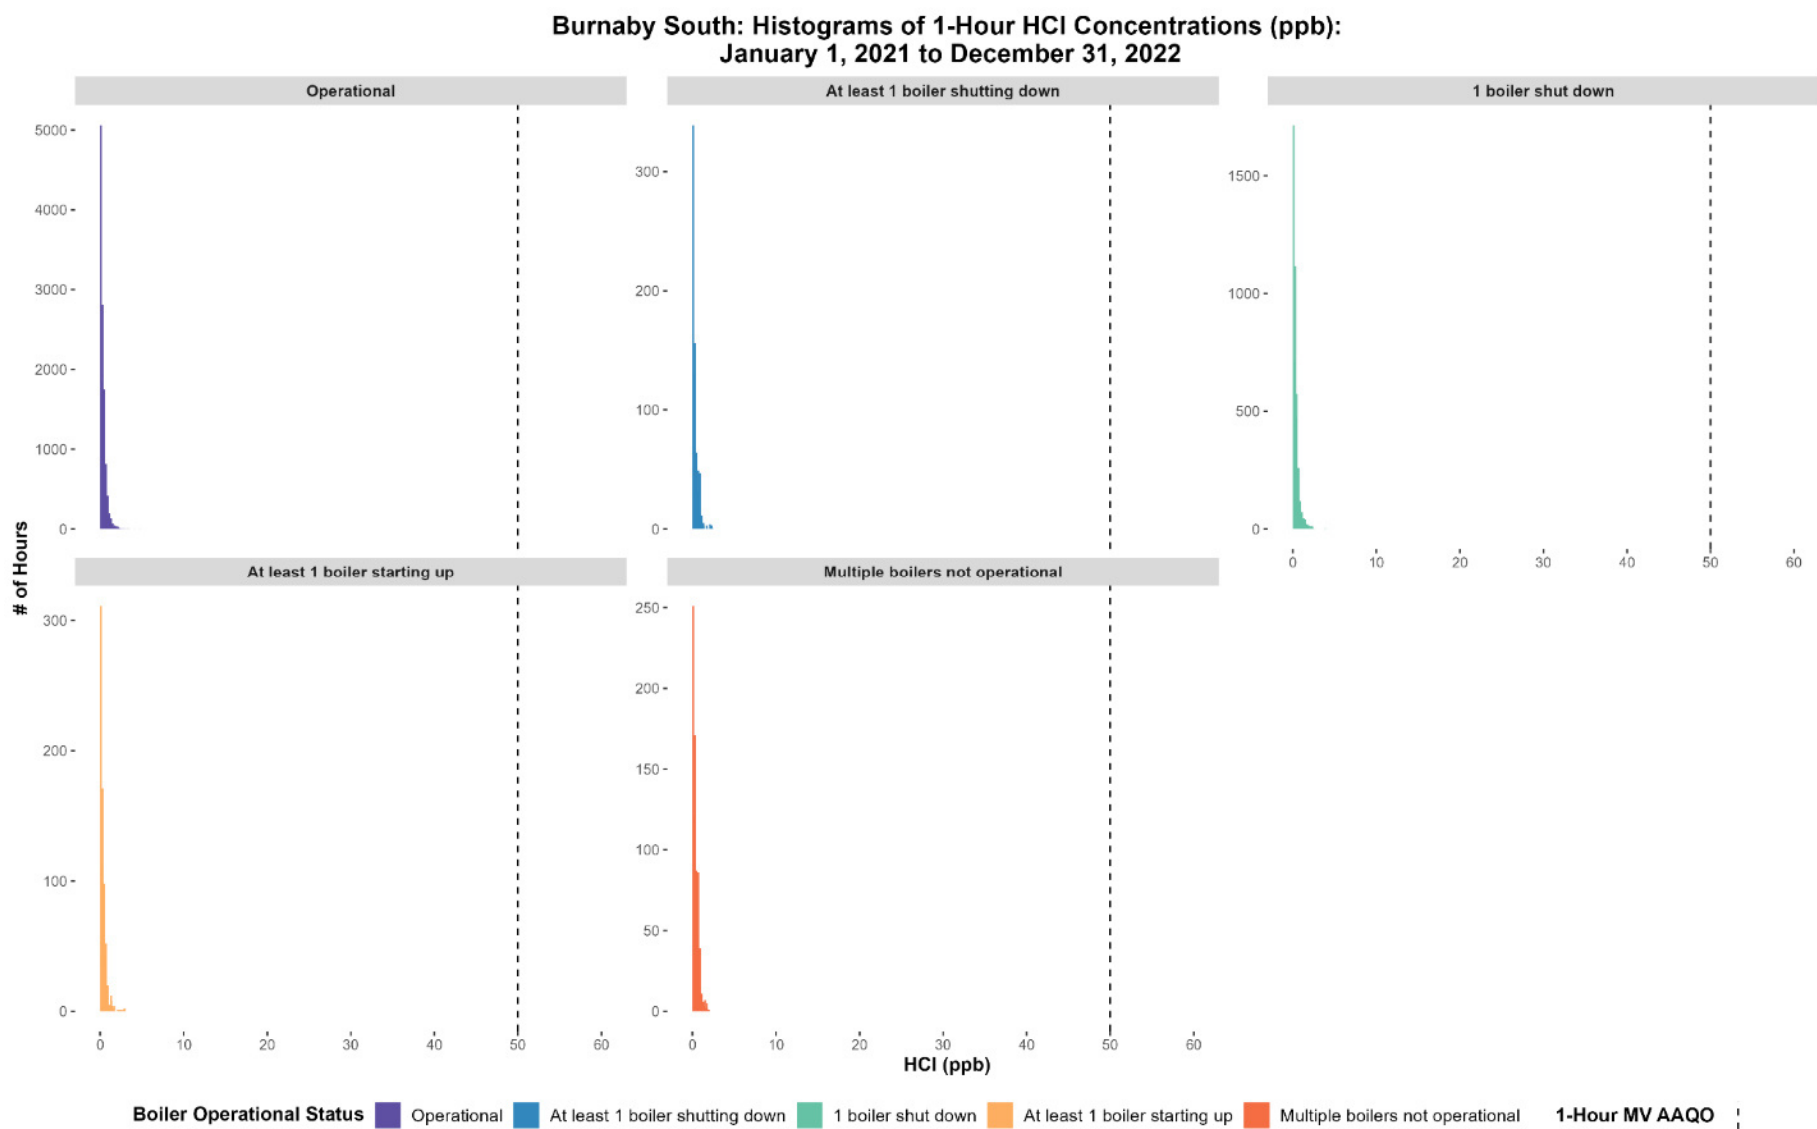 Burnaby South: Histograms of 1-Hour HCl Concentrations (ppb):
January 1, 2021 to December 31, 2022
Operational
At least 1 boiler shutting down
1 boiler shut down
5000
4000
3000
2000
1000
0
300
200
100
0
1500
1000
500
0
0 10 20 30 40 50 60
# of Hours
At least 1 boiler starting up
Multiple boilers not operational
300
200
100
0
0 10 20 30 40 50 60
250
200
150
100
50
0
0 10 20 30 40 50 60
HCl (ppb)
Boiler Operational Status Operational At least 1 boiler shutting down 1 boiler shut down At least 1 boiler starting up Multiple boilers not operational 1-Hour MV AAQO